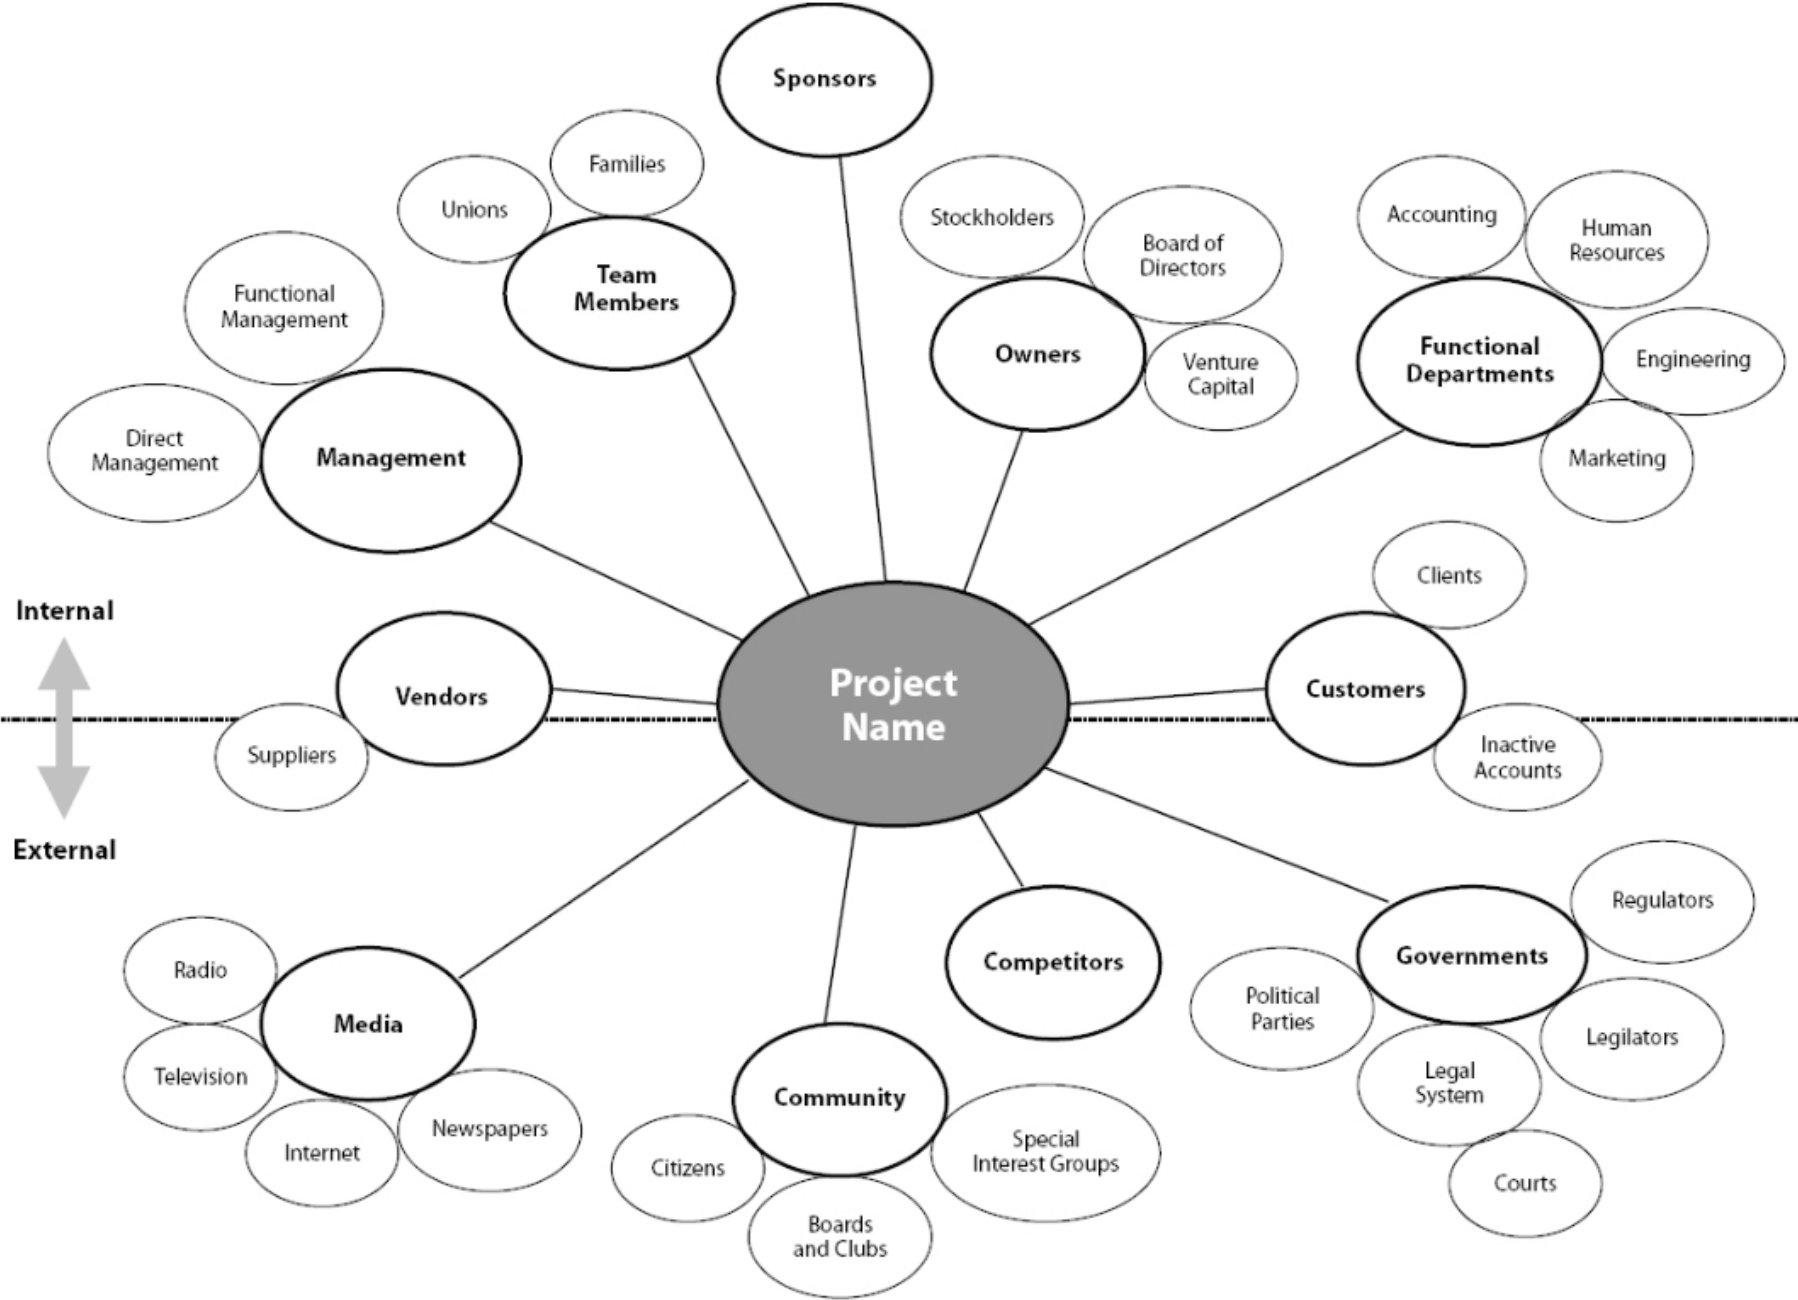 Sponsors
Families
Unions
Team
Members
Stockholders
Board of
Directors
Owners
Venture
Capital
Accounting
Human
Resources
Functional
Departments
Engineering
Marketing
Functional
Management
Direct
Management
Management
Clients
Internal
Vendors
Suppliers
Project
Name
Customers
Inactive
Accounts
External
Radio
Media
Television
Internet
Newspapers
Community
Citizens
Boards
and Clubs
Special
Interest Groups
Competitors
Governments
Regulators
Political
Parties
Legal
System
Legilators
Courts